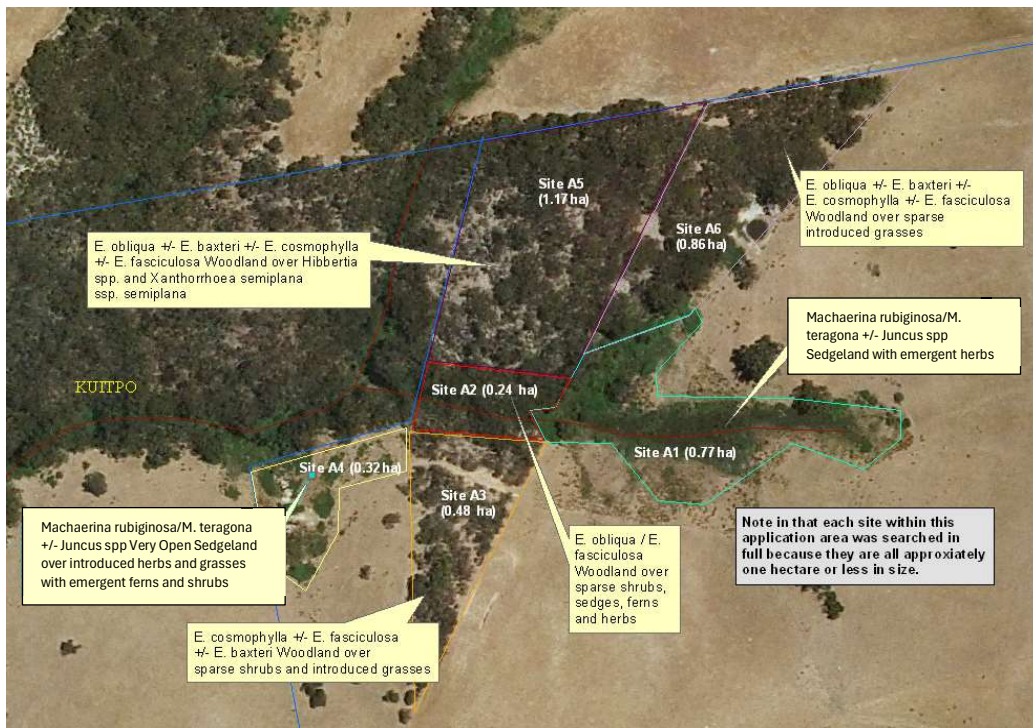 Site A5
(1.17 ha)
E. obliqua +/- E. baxteri +/-
E. cosmophylla +/- E. fasciculosa
Woodland over sparse
introduced grasses
Site A6
(0.86 ha)
E. obliqua +/- E. baxteri +/- E. cosmophylla
+/- E. fasciculosa Woodland over Hibbertia
spp. and Xanthorrhoea semiplana
ssp. semiplana
Machaerina rubiginosa/M.
teragona +/- Juncus spp
Sedgeland with emergent herbs
KUITPO
Site A2 (0.24 ha)
Site A1 (0.77 ha)
Site A4 (0.32ha)
Site A3
(0.48 ha)
Machaerina rubiginosa/M. teragona
+/- Juncus spp Very Open Sedgeland
over introduced herbs and grasses
with emergent ferns and shrubs
E. obliqua / E.
fasciculosa
Woodland over
sparse shrubs,
sedges, ferns
and herbs
Note in that each site within this
application area was searched in
full because they are all approxiately
one hectare or less in size.
E. cosmophylla +/- E. fasciculosa
+/- E. baxteri Woodland over
sparse shrubs and introduced grasses